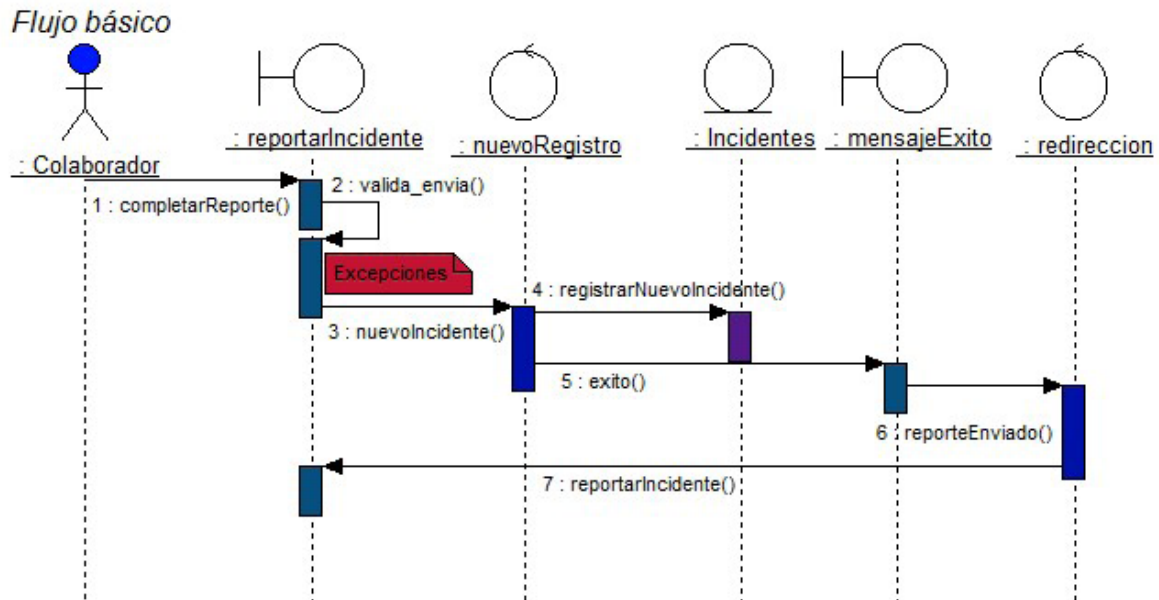 Flujo básico
: Colaborador
: reportarIncidente
: nuevoRegistro
: Incidentes
: mensajeExito
: redireccion
1 : completarReporte()
2 : valida_envia()
Excepciones
3 : nuevoIncidente()
4 : registrarNuevoIncidente()
5 : exito()
6 : reporteEnviado()
7 : reportarIncidente()